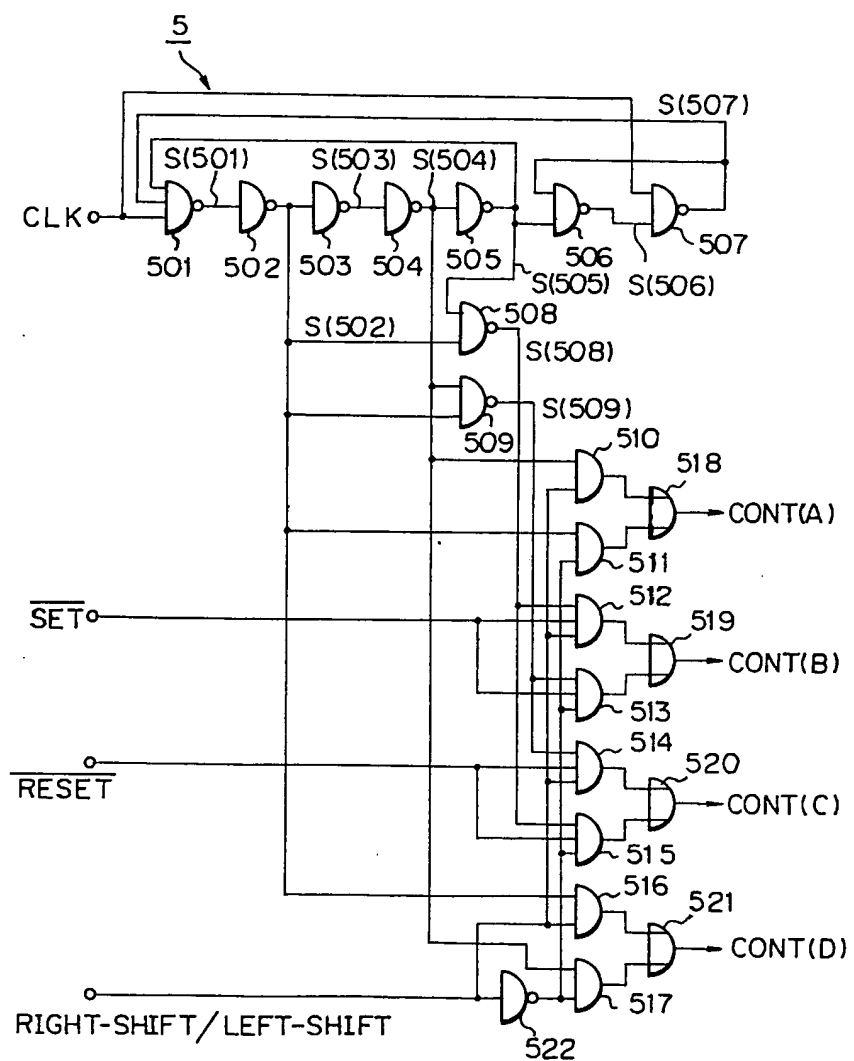 5
S(507)
S(501)
S(503)
S(504)
CLK
501
502
503
504
505
506
507
S(505)
S(506)
508
S(502)
S(508)
S(509)
509
510
518
CONT(A)
511
512
SET
519
CONT(B)
513
514
520
RESET
CONT(C)
515
516
521
CONT(D)
517
RIGHT-SHIFT/LEFT-SHIFT
522